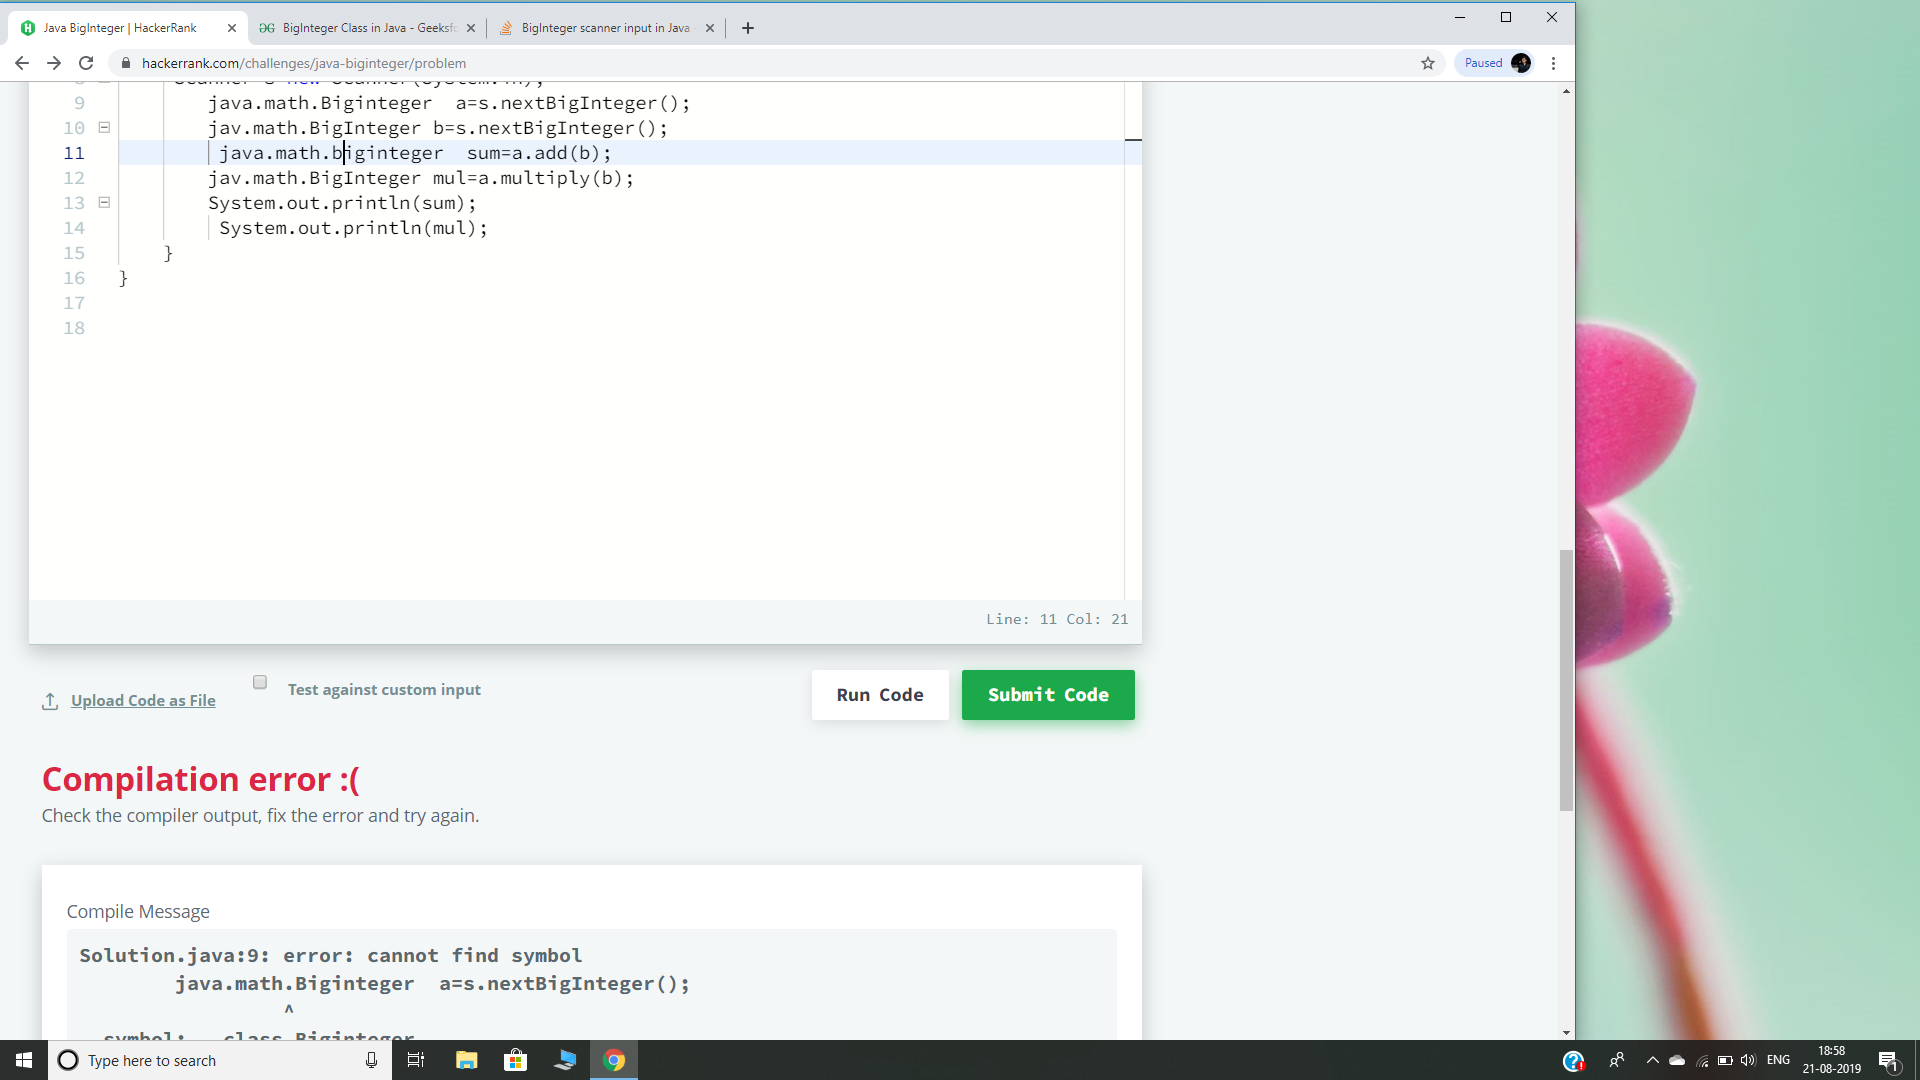 Java BigInteger | HackerRank
BigInteger Class in Java - Geeksfo
BigInteger scanner input in Java -
hackerrank.com/challenges/java-biginteger/problem
Paused
9 java.math.Biginteger  a=s.nextBigInteger();
10 jav.math.BigInteger b=s.nextBigInteger();
11 java.math.biginteger  sum=a.add(b);
12 jav.math.BigInteger mul=a.multiply(b);
13 System.out.println(sum);
14 System.out.println(mul);
15 }
16 }
17
18
Line: 11 Col: 21
Upload Code as File
Test against custom input
Run Code
Submit Code
Compilation error :(
Check the compiler output, fix the error and try again.
Compile Message
Solution.java:9: error: cannot find symbol
java.math.Biginteger  a=s.nextBigInteger();
^
symbol:   class Biginteger
Type here to search
ENG
18:58
21-08-2019
1